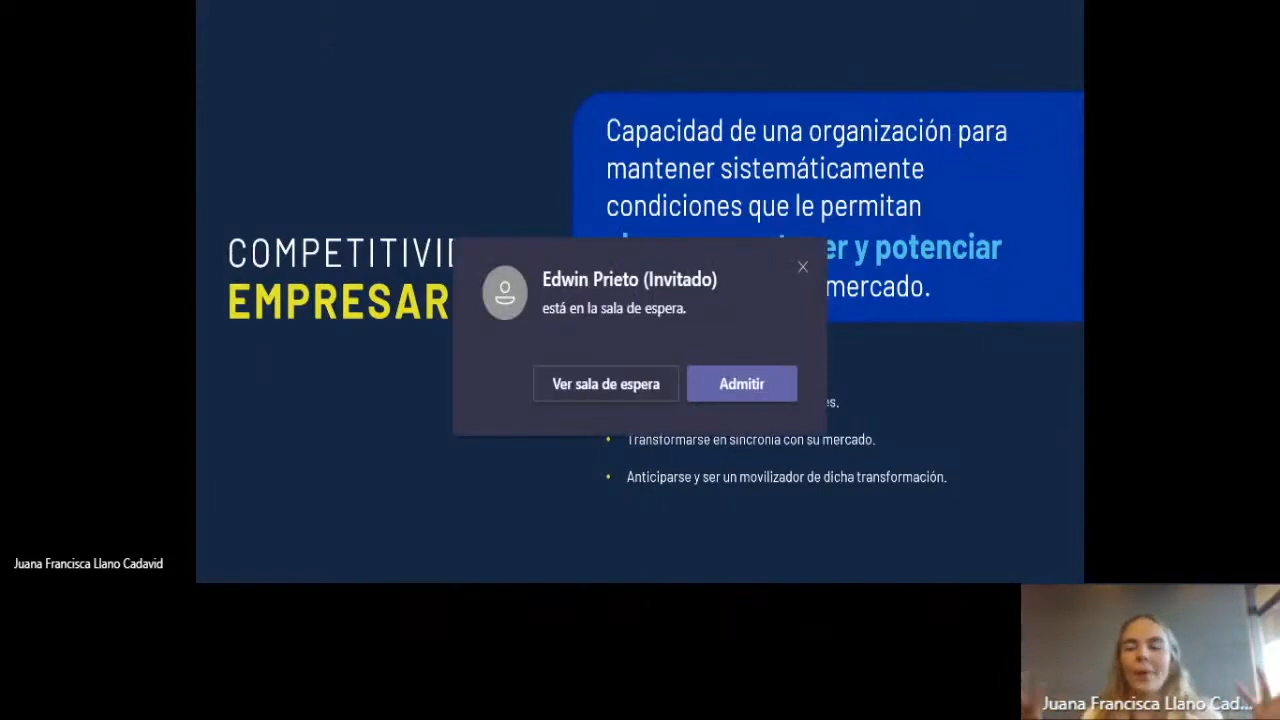 Capacidad de una organización para
mantener sistemáticamente
condiciones que le permitan
er y potenciar
mercado.
COMPETITIVID
EMPRESAR
Edwin Prieto (Invitado)
está en la sala de espera.
Ver sala de espera
Admitir
es.
• Transformarse en sincronía con su mercado.
• Anticiparse y ser un movilizador de dicha transformación.
Juana Francisca Llano Cadavid
Juana Francisca Llano Cad...